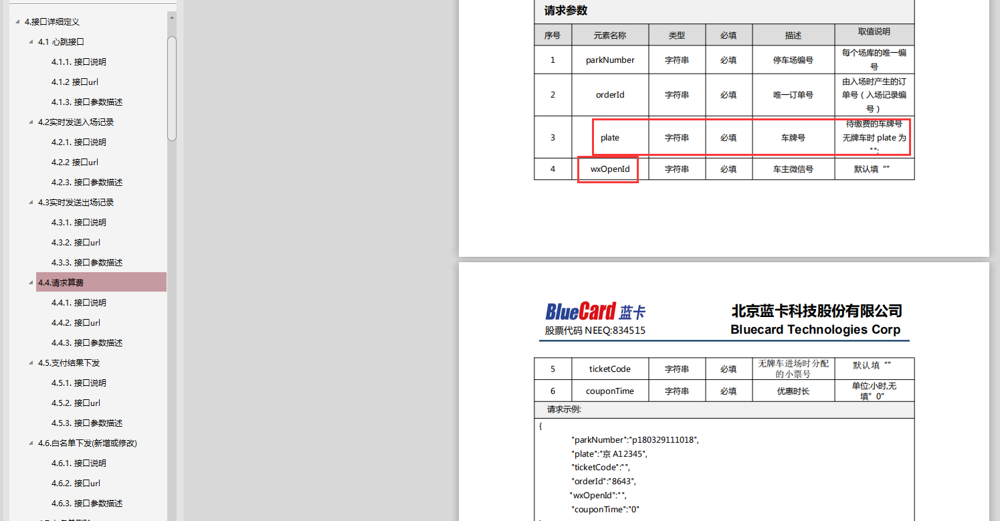 4.接口详细定义
4.1 心跳接口
4.1.1. 接口说明
4.1.2 接口url
4.1.3. 接口参数描述
4.2实时发送入场记录
4.2.1. 接口说明
4.2.2 接口url
4.2.3. 接口参数描述
4.3实时发送出场记录
4.3.1. 接口说明
4.3.2. 接口url
4.3.3. 接口参数描述
4.4.请求算费
4.4.1. 接口说明
4.4.2. 接口url
4.4.3. 接口参数描述
4.5.支付结果下发
4.5.1. 接口说明
4.5.2. 接口url
4.5.3. 接口参数描述
4.6.白名单下发(新增或修改)
4.6.1. 接口说明
4.6.2. 接口url
4.6.3. 接口参数描述
请求参数
序号 元素名称 类型 必填 描述 取值说明
1 parkNumber 字符串 必填 停车场编号 每个场库的唯一编
号
2 orderId 字符串 必填 唯一订单号 由入场时产生的订
单号（入场记录编
号）
3 plate 字符串 必填 车牌号 待缴费的车牌号
无牌车时 plate 为
"";
4 wxOpenId 字符串 必填 车主微信号 默认填 “”
BlueCard 蓝卡
股票代码 NEEQ:834515
北京蓝卡科技股份有限公司
Bluecard Technologies Corp
5 ticketCode 字符串 必填 无牌车进场时分配
的小票号 默认填 “”
6 couponTime 字符串 必填 优惠时长 单位:小时,无
填”0”
请求示例:
{
"parkNumber":"p180329111018",
"plate":"京 A12345",
"ticketCode":"",
"orderId":"8643",
"wxOpenId":"",
"couponTime":"0"